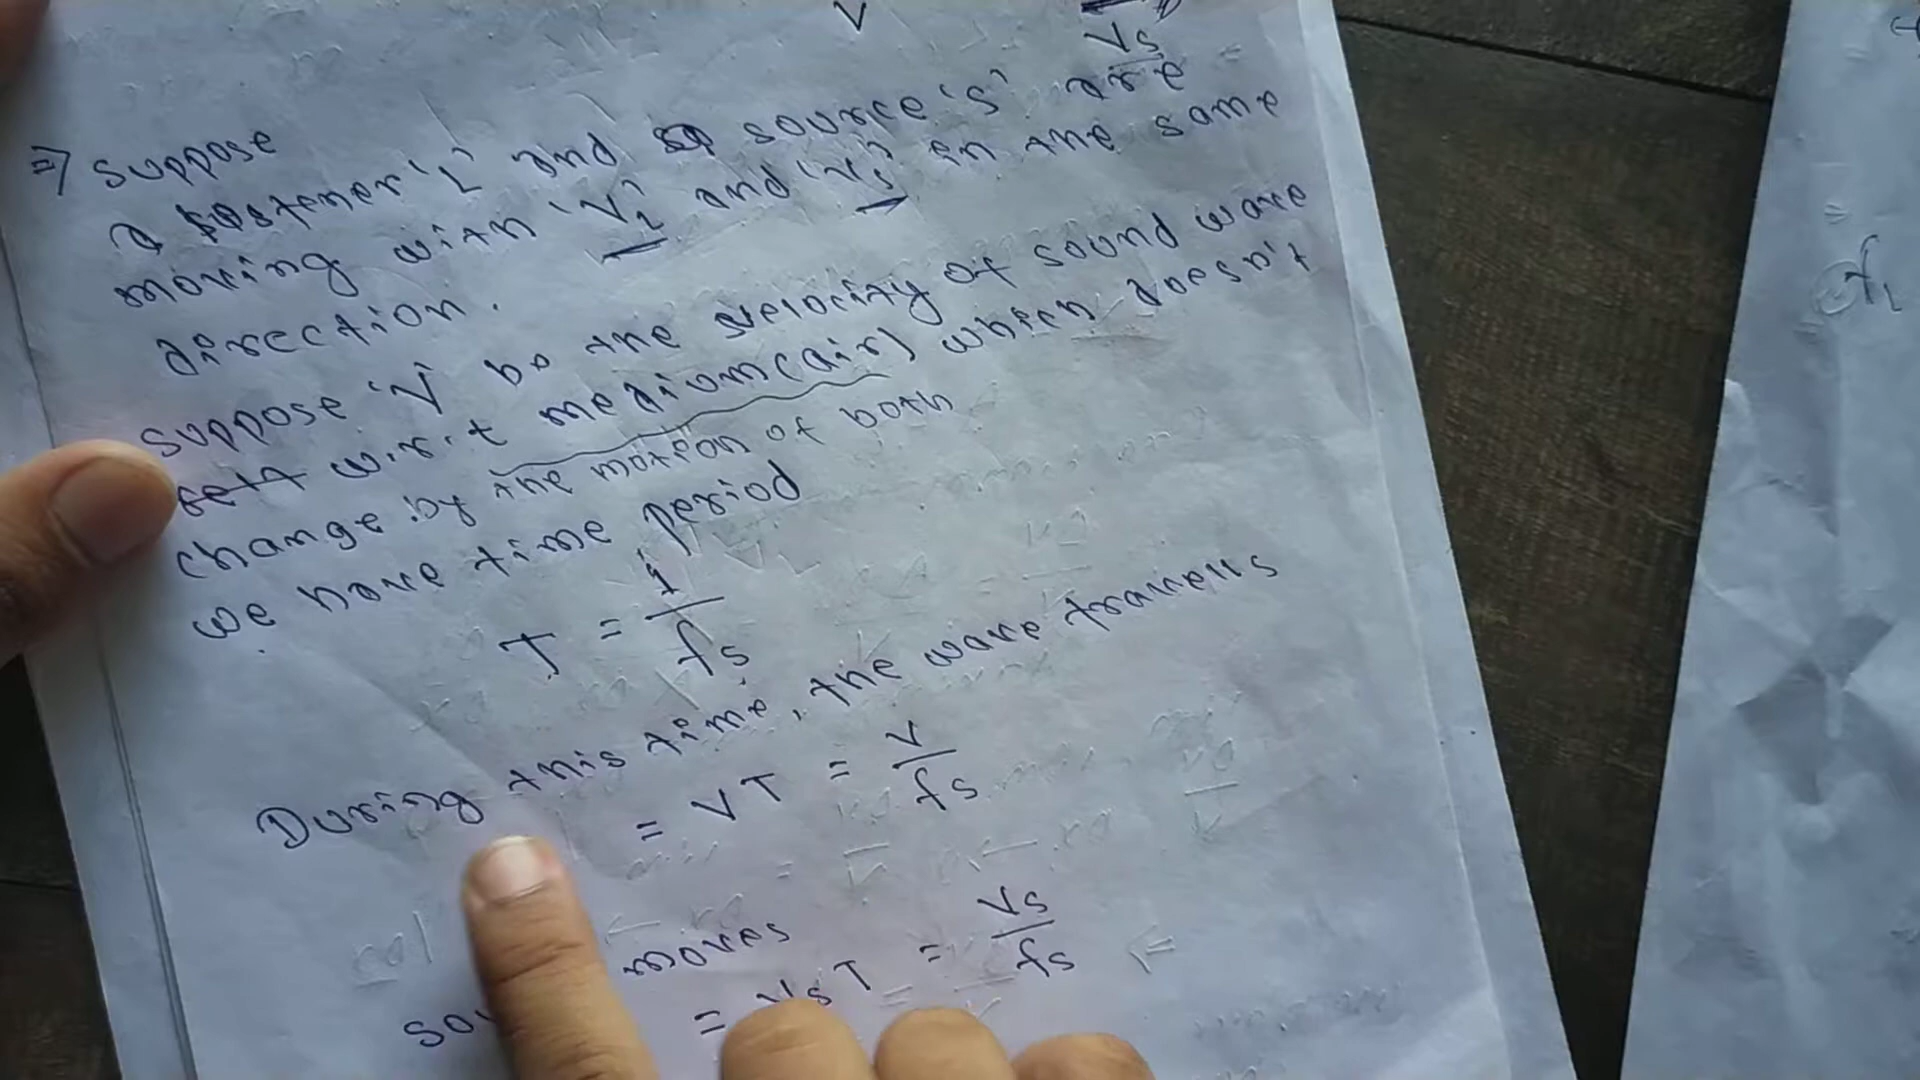 V Vs
=> Suppose
a listener 'L' and source 's' are
moving with 'VL' and 'Vs' in the same
direction.
Suppose 'V' be the velocity of sound wave
w.r.t medium (air) which doesn't
change by the motion of both
we have time period
T = 1/fs
During this time, the wave travells
= VT = V/fs
moves
= VsT = Vs/fs
fL